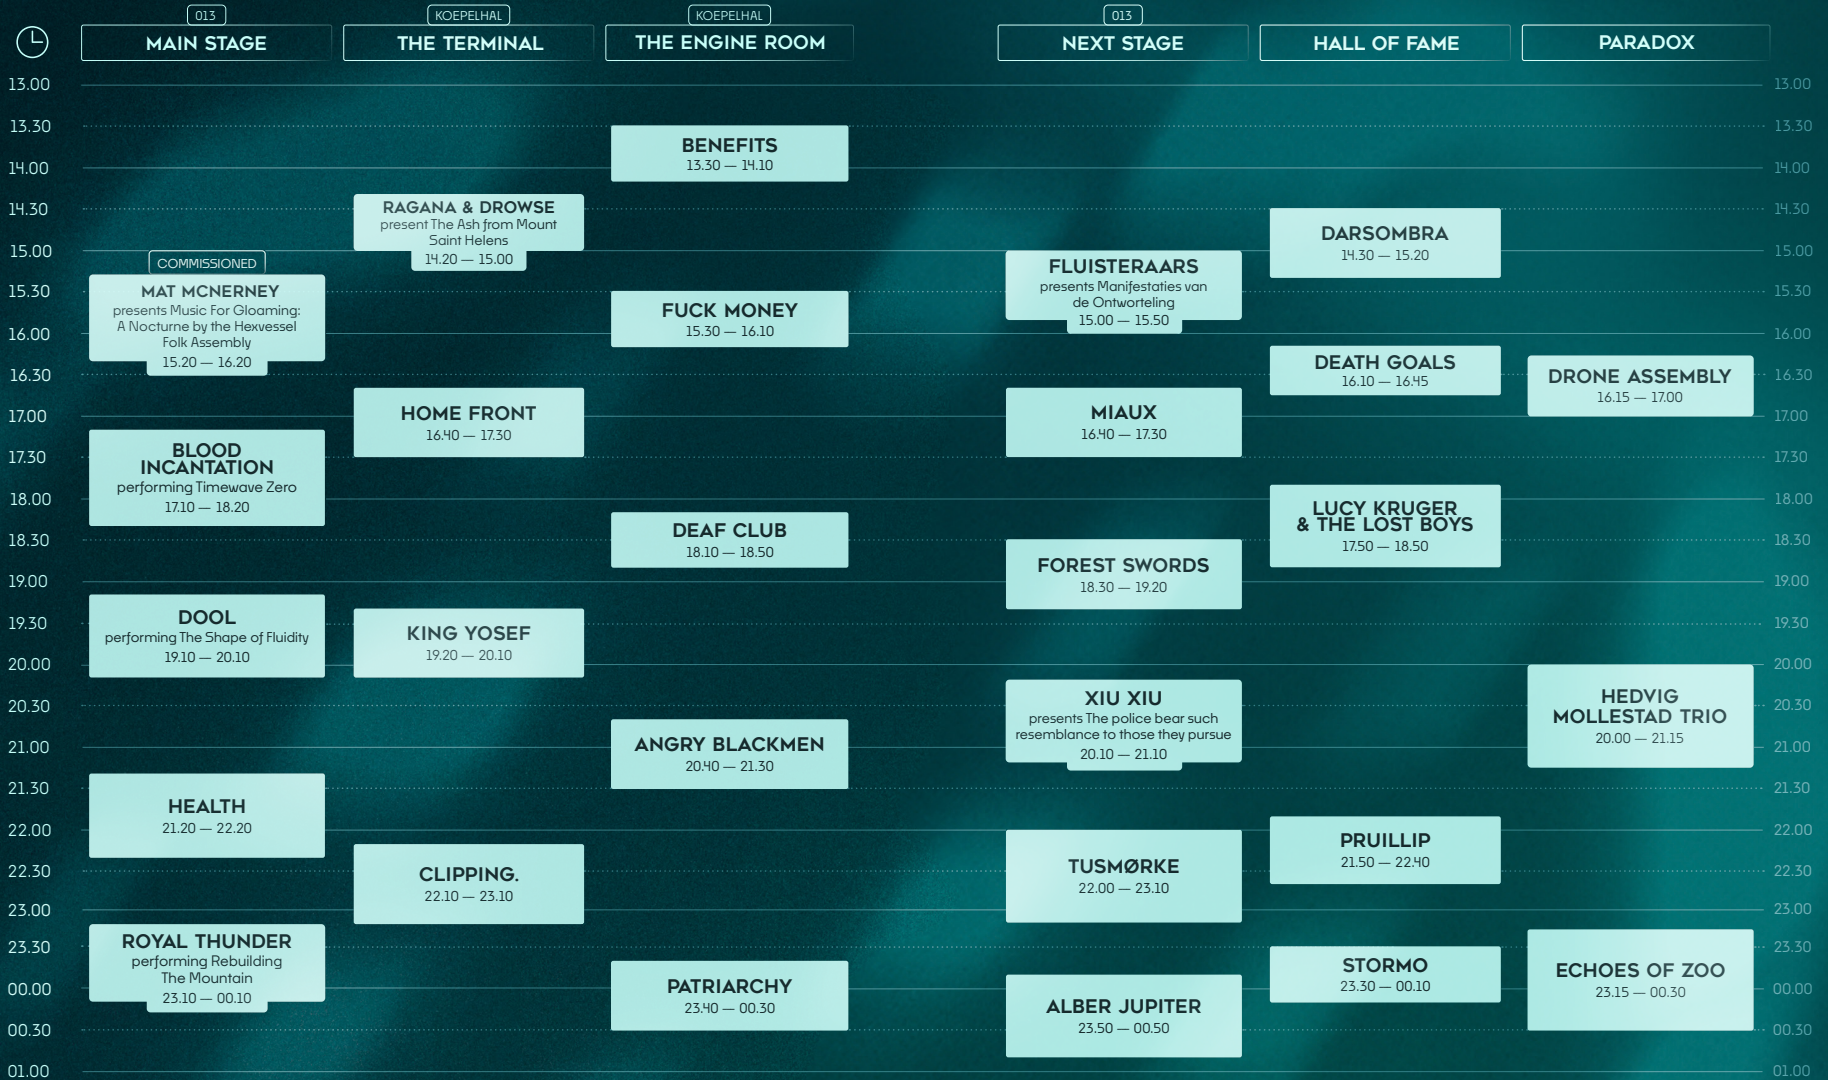 013
MAIN STAGE
KOEPELHAL
THE TERMINAL
KOEPELHAL
THE ENGINE ROOM
013
NEXT STAGE
HALL OF FAME
PARADOX
13.00
13.30
14.00
14.30
15.00
15.30
16.00
16.30
17.00
17.30
18.00
18.30
19.00
19.30
20.00
20.30
21.00
21.30
22.00
22.30
23.00
23.30
00.00
00.30
01.00
COMMISSIONED
MAT MCNERNEY
presents Music For Gloaming:
A Nocturne by the Hexvessel
Folk Assembly
15.20 — 16.20
BLOOD
INCANTATION
performing Timewave Zero
17.10 — 18.20
DOOL
performing The Shape of Fluidity
19.10 — 20.10
HEALTH
21.20 — 22.20
ROYAL THUNDER
performing Rebuilding
The Mountain
23.10 — 00.10
RAGANA & DROWSE
present The Ash from Mount
Saint Helens
14.20 — 15.00
HOME FRONT
16.40 — 17.30
KING YOSEF
19.20 — 20.10
CLIPPING.
22.10 — 23.10
BENEFITS
13.30 — 14.10
FUCK MONEY
15.30 — 16.10
DEAF CLUB
18.10 — 18.50
ANGRY BLACKMEN
20.40 — 21.30
PATRIARCHY
23.40 — 00.30
FLUISTERAARS
presents Manifestaties van
de Ontworteling
15.00 — 15.50
MIAUX
16.40 — 17.30
FOREST SWORDS
18.30 — 19.20
XIU XIU
presents The police bear such
resemblance to those they pursue
20.10 — 21.10
TUSMØRKE
22.00 — 23.10
ALBER JUPITER
23.50 — 00.50
DARSOMBRA
14.30 — 15.20
DEATH GOALS
16.10 — 16.45
LUCY KRUGER
& THE LOST BOYS
17.50 — 18.50
PRUILLIP
21.50 — 22.40
STORMO
23.30 — 00.10
DRONE ASSEMBLY
16.15 — 17.00
HEDVIG
MOLLESTAD TRIO
20.00 — 21.15
ECHOES OF ZOO
23.15 — 00.30
13.00
13.30
14.00
14.30
15.00
15.30
16.00
16.30
17.00
17.30
18.00
18.30
19.00
19.30
20.00
20.30
21.00
21.30
22.00
22.30
23.00
23.30
00.00
00.30
01.00